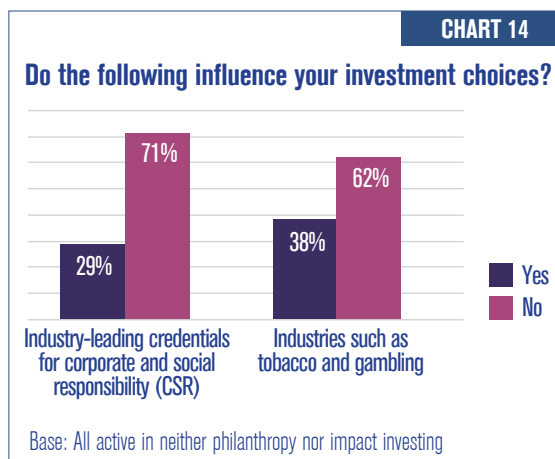 CHART 14
Do the following influence your investment choices?
71%
62%
29%
38%
Yes
No
Industry-leading credentials
for corporate and social
responsibility (CSR)
Industries such as
tobacco and gambling
Base: All active in neither philanthropy nor impact investing